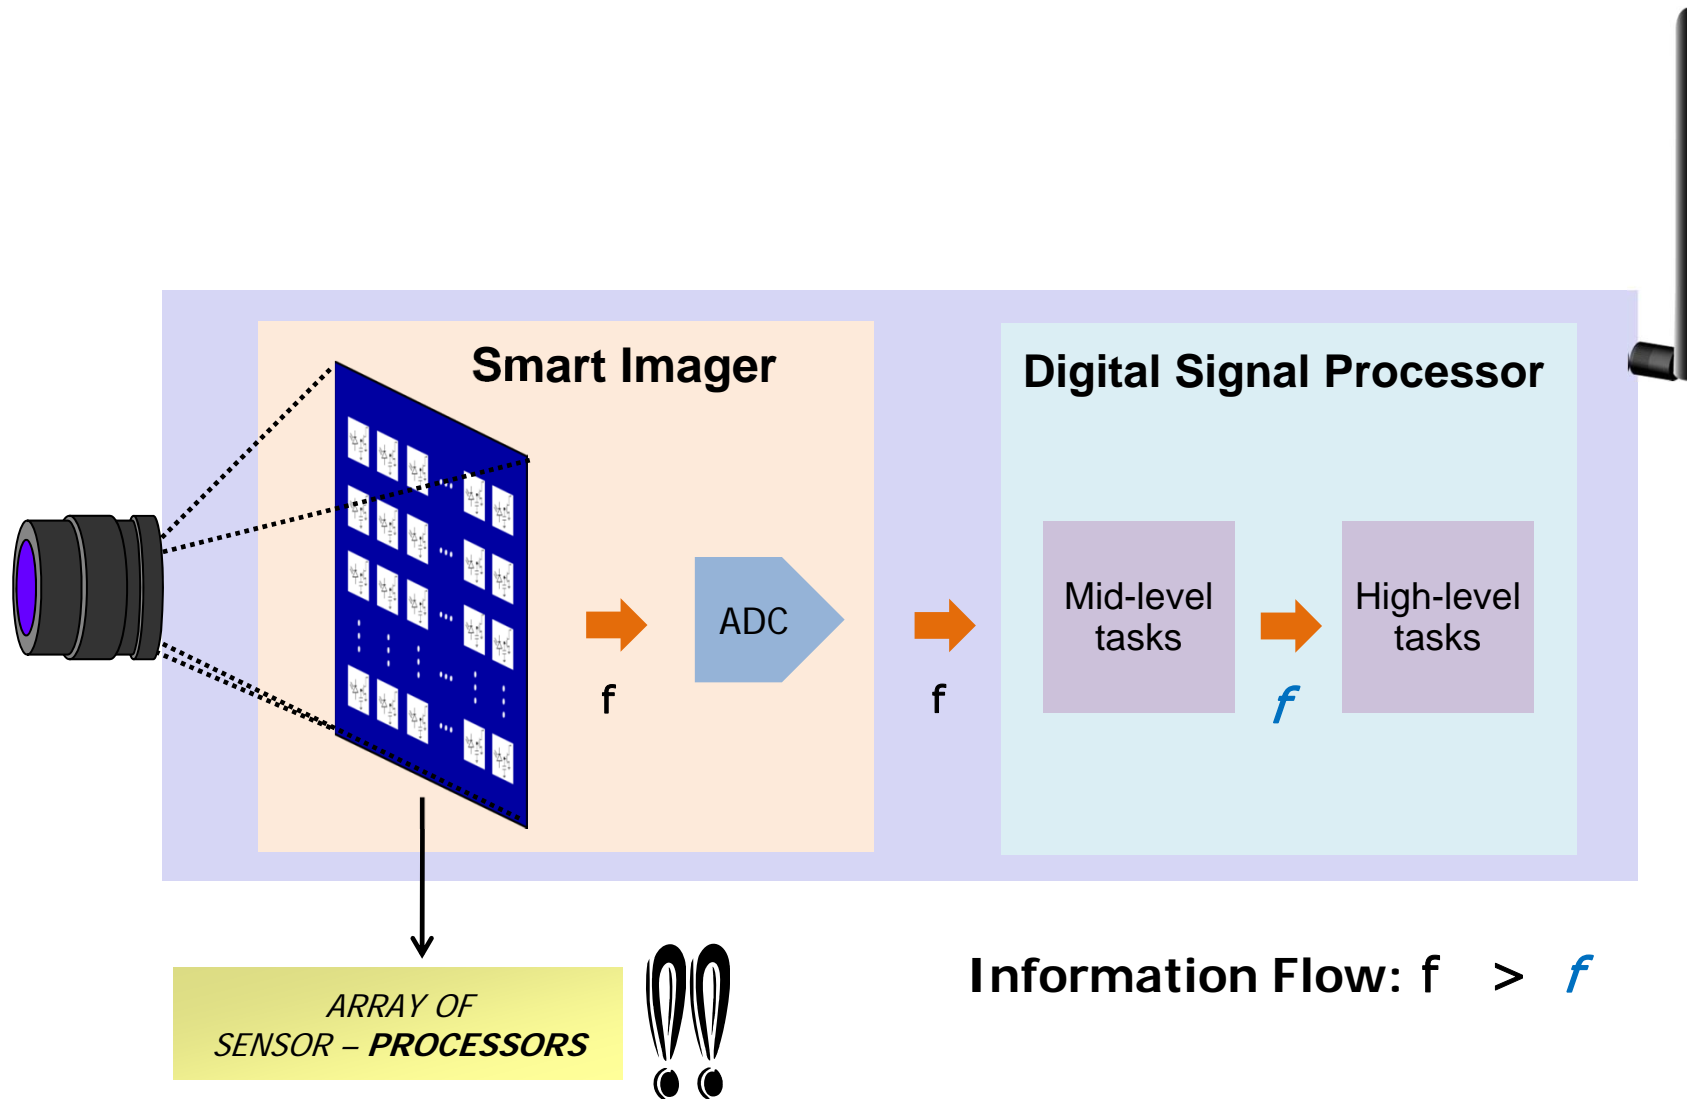 Smart Imager
Digital Signal Processor
ADC
Mid-level
tasks
High-level
tasks
f
f
f
ARRAY OF
SENSOR – PROCESSORS
Information Flow: f > f